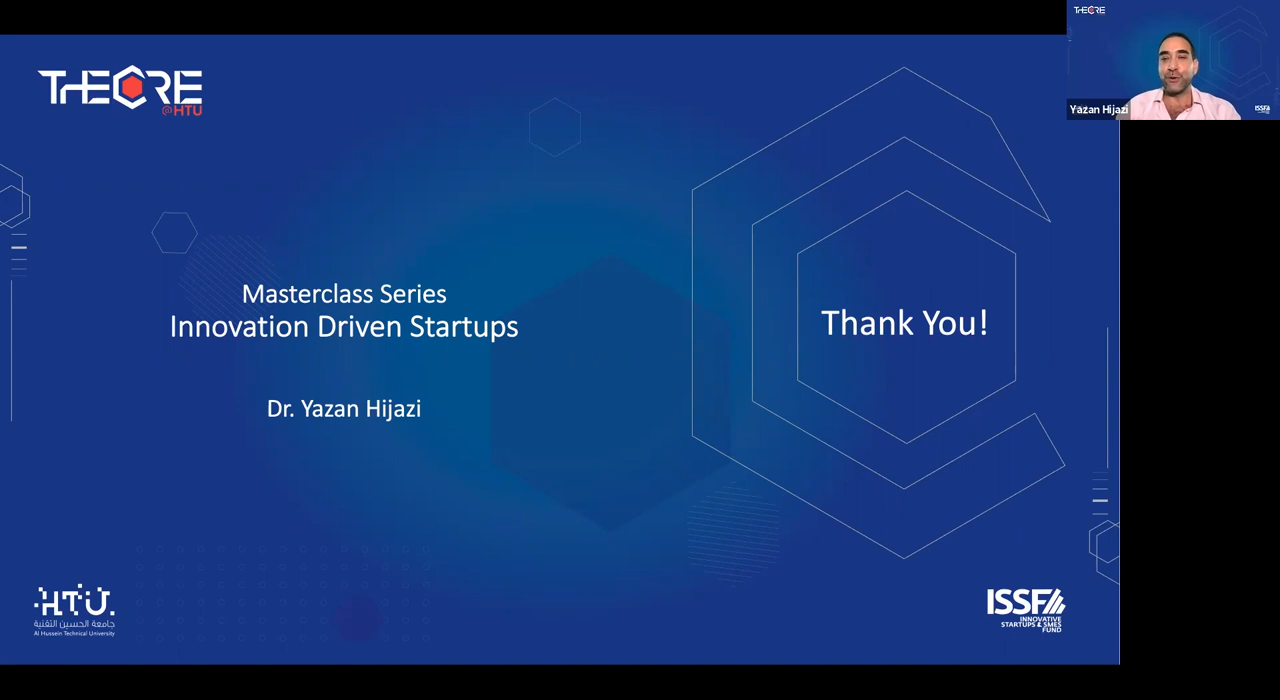 THECORE
@HTU
Masterclass Series
Innovation Driven Startups
Dr. Yazan Hijazi
Thank You!
HTU
جامعة الحسين التقنية
Al Hussein Technical University
ISSF
INNOVATIVE
STARTUPS & SMES
FUND
THECORE
Yazan Hijazi
ISSF